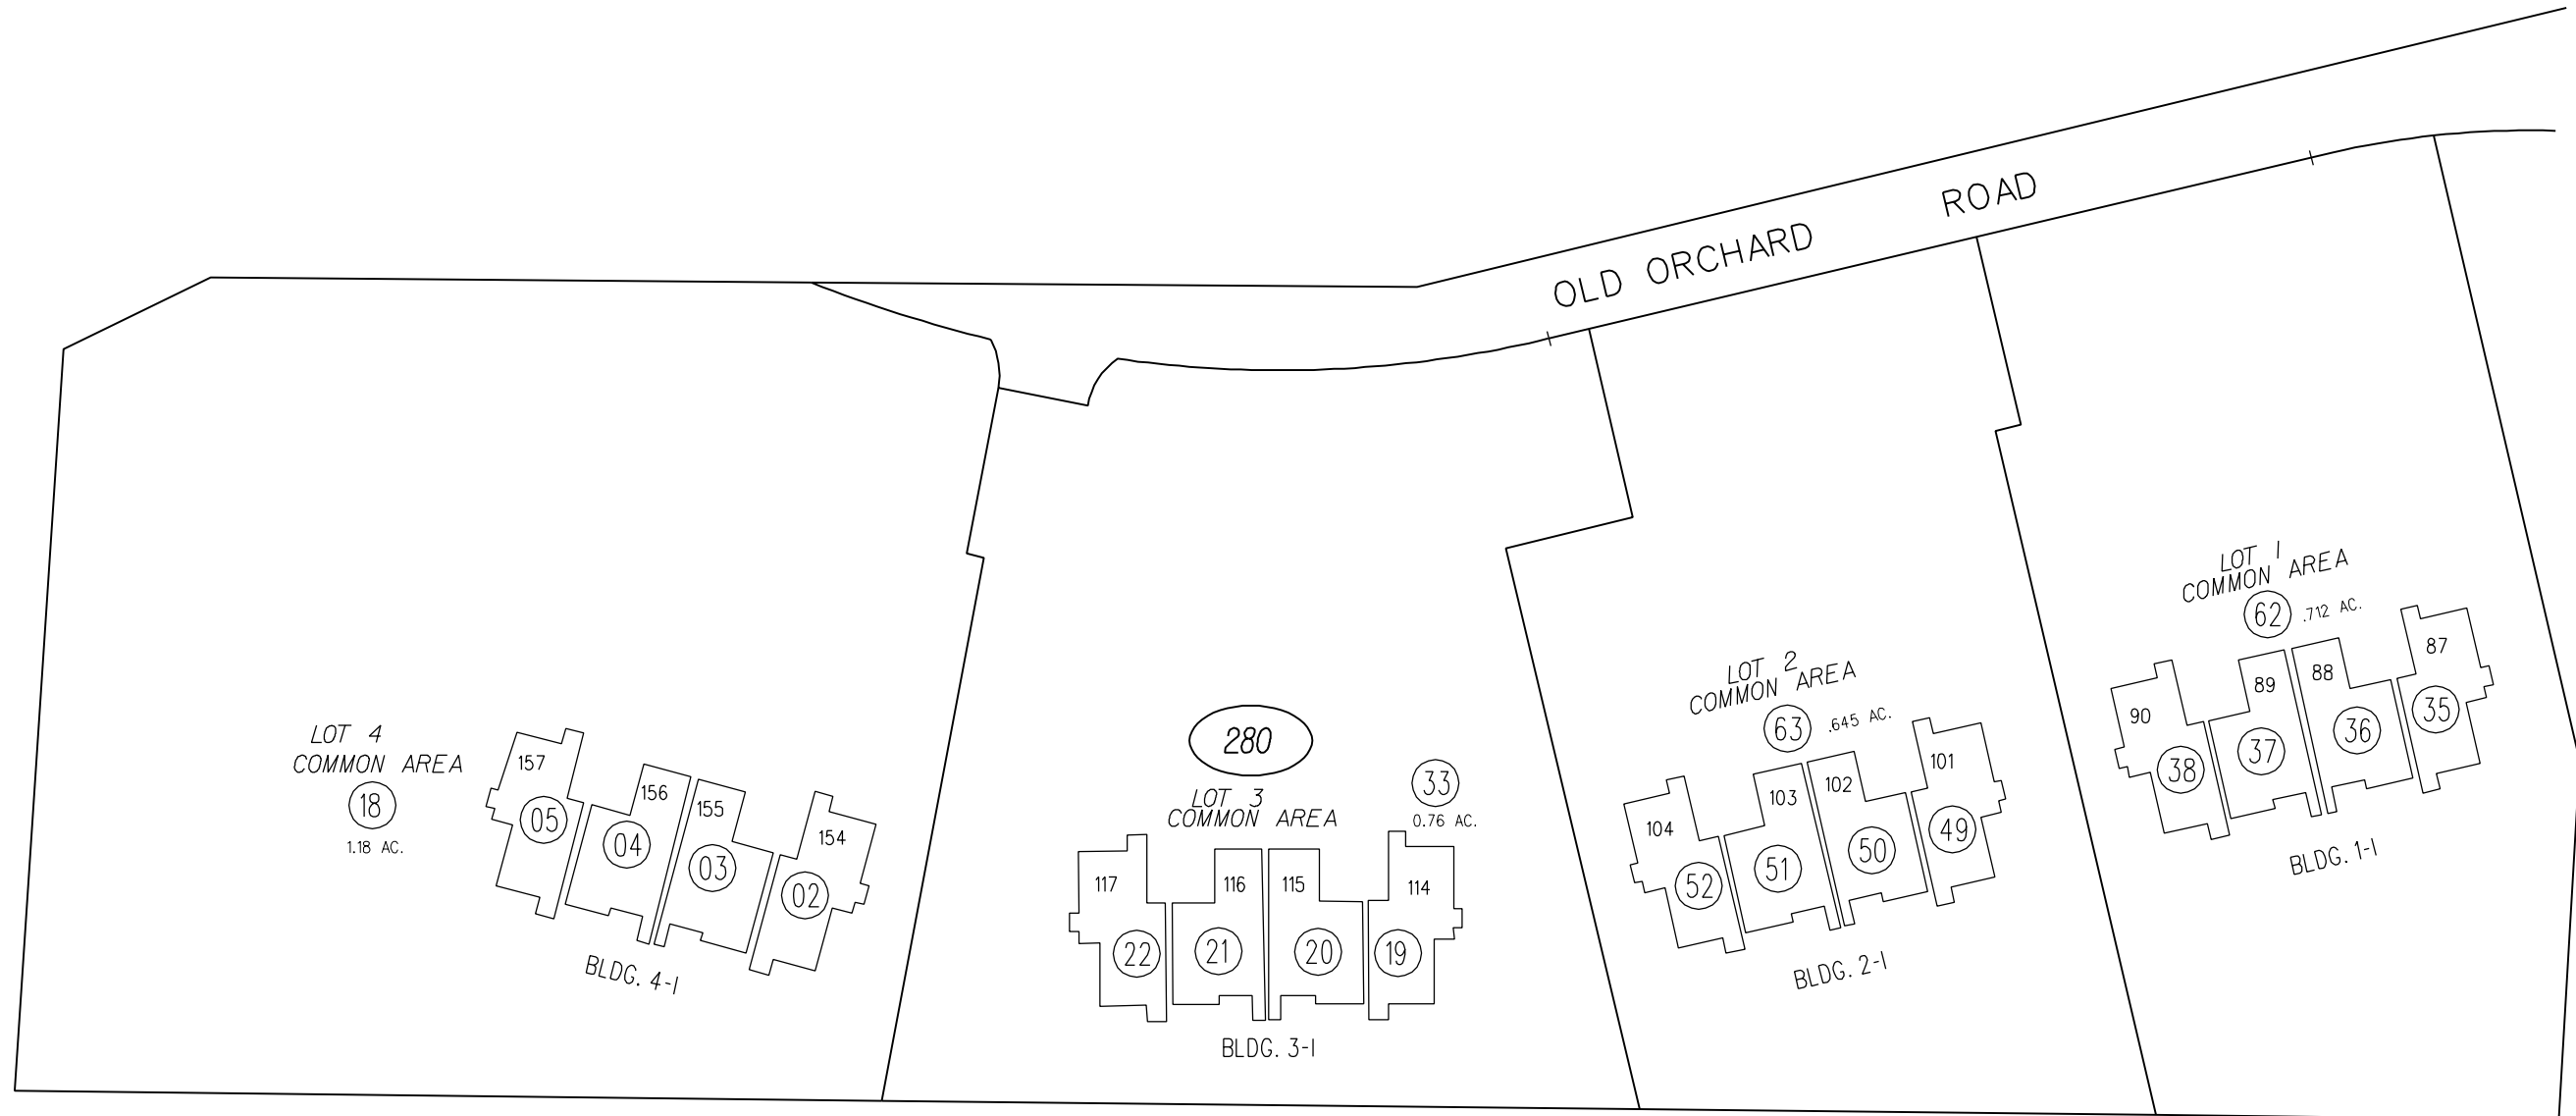 OLD ORCHARD ROAD
LOT 4
COMMON AREA
18
1.18 AC.
157
156
155
154
05
04
03
02
BLDG. 4-1
280
LOT 3
COMMON AREA
33
0.76 AC.
117
116
115
114
22
21
20
19
BLDG. 3-1
LOT 2
COMMON AREA
63
.645 AC.
104
103
102
101
52
51
50
49
BLDG. 2-1
LOT 1
COMMON AREA
62
.712 AC.
90
89
88
87
38
37
36
35
BLDG. 1-1